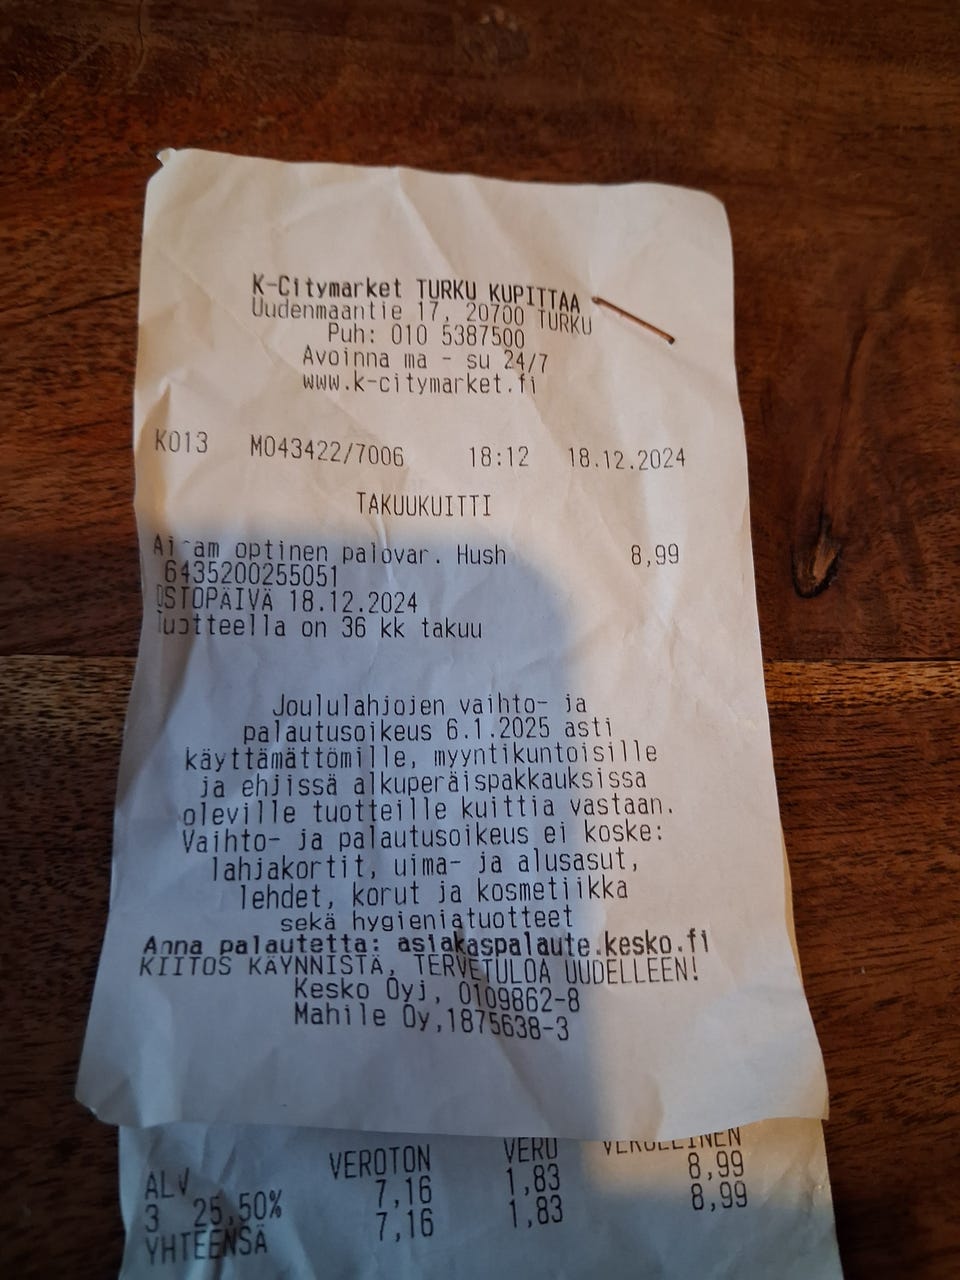 K-Citymarket TURKU KUPITTAA
Uudenmaantie 17, 20700 TURKU
Puh: 010 5387500
Avoinna ma - su 24/7
www.k-citymarket.fi
K013 M043422/7006 18:12 18.12.2024
TAKUUKUITTI
Airam optinen palovar. Hush 8,99
6435200255051
OSTOPÄIVÄ 18.12.2024
Tuotteella on 36 kk takuu
Joululahjojen vaihto- ja
palautusoikeus 6.1.2025 asti
käyttämättömille, myyntikuntoisille
ja ehjissä alkuperäispakkauksissa
oleville tuotteille kuittia vastaan.
Vaihto- ja palautusoikeus ei koske:
lahjakortit, uima- ja alusasut,
lehdet, korut ja kosmetiikka
sekä hygieniatuotteet
Anna palautetta: asiakaspalaute.kesko.fi
KIITOS KÄYNNISTÄ, TERVETULOA UUDELLEEN!
Kesko Oyj, 0109862-8
Mahile Oy,1875638-3
ALV VEROTON VERO VEROLLINEN
3 25,50% 7,16 1,83 8,99
YHTEENSÄ 7,16 1,83 8,99